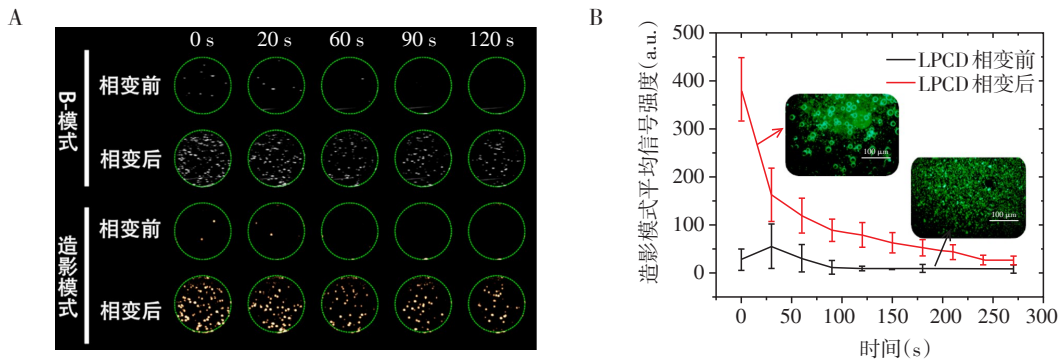 A
0 s 20 s 60 s 90 s 120 s
B-模式
相变前
相变后
造影模式
相变前
相变后
B
造影模式平均信号强度(a.u.)
500
400
300
200
100
0
LPCD 相变前
LPCD 相变后
100 μm
100 μm
0 50 100 150 200 250 300
时间(s)